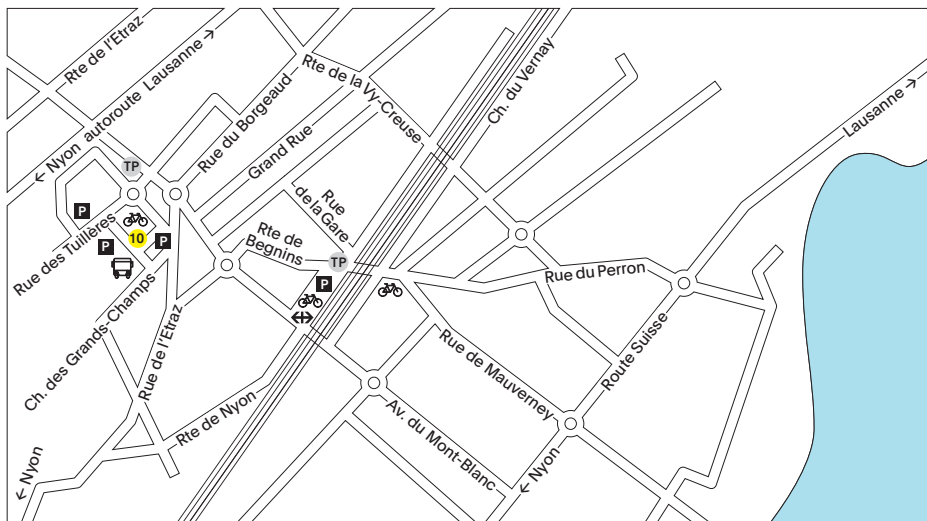 Rte de l'Etraz
← Nyon autoroute Lausanne →
Rue du Borgeaud
Rte de la Vy-Creuse
Ch. du Vernay
Lausanne →
Grand Rue
TP
Rue
de la Gare
P
Rue des Tuillères
10
P
P
Rte de
Begnins
TP
P
Rue du Perron
Ch. des Grands-Champs
Rue de l'Etraz
Route Suisse
Rue de Mauverney
Rte de Nyon
Av. du Mont-Blanc
← Nyon
← Nyon